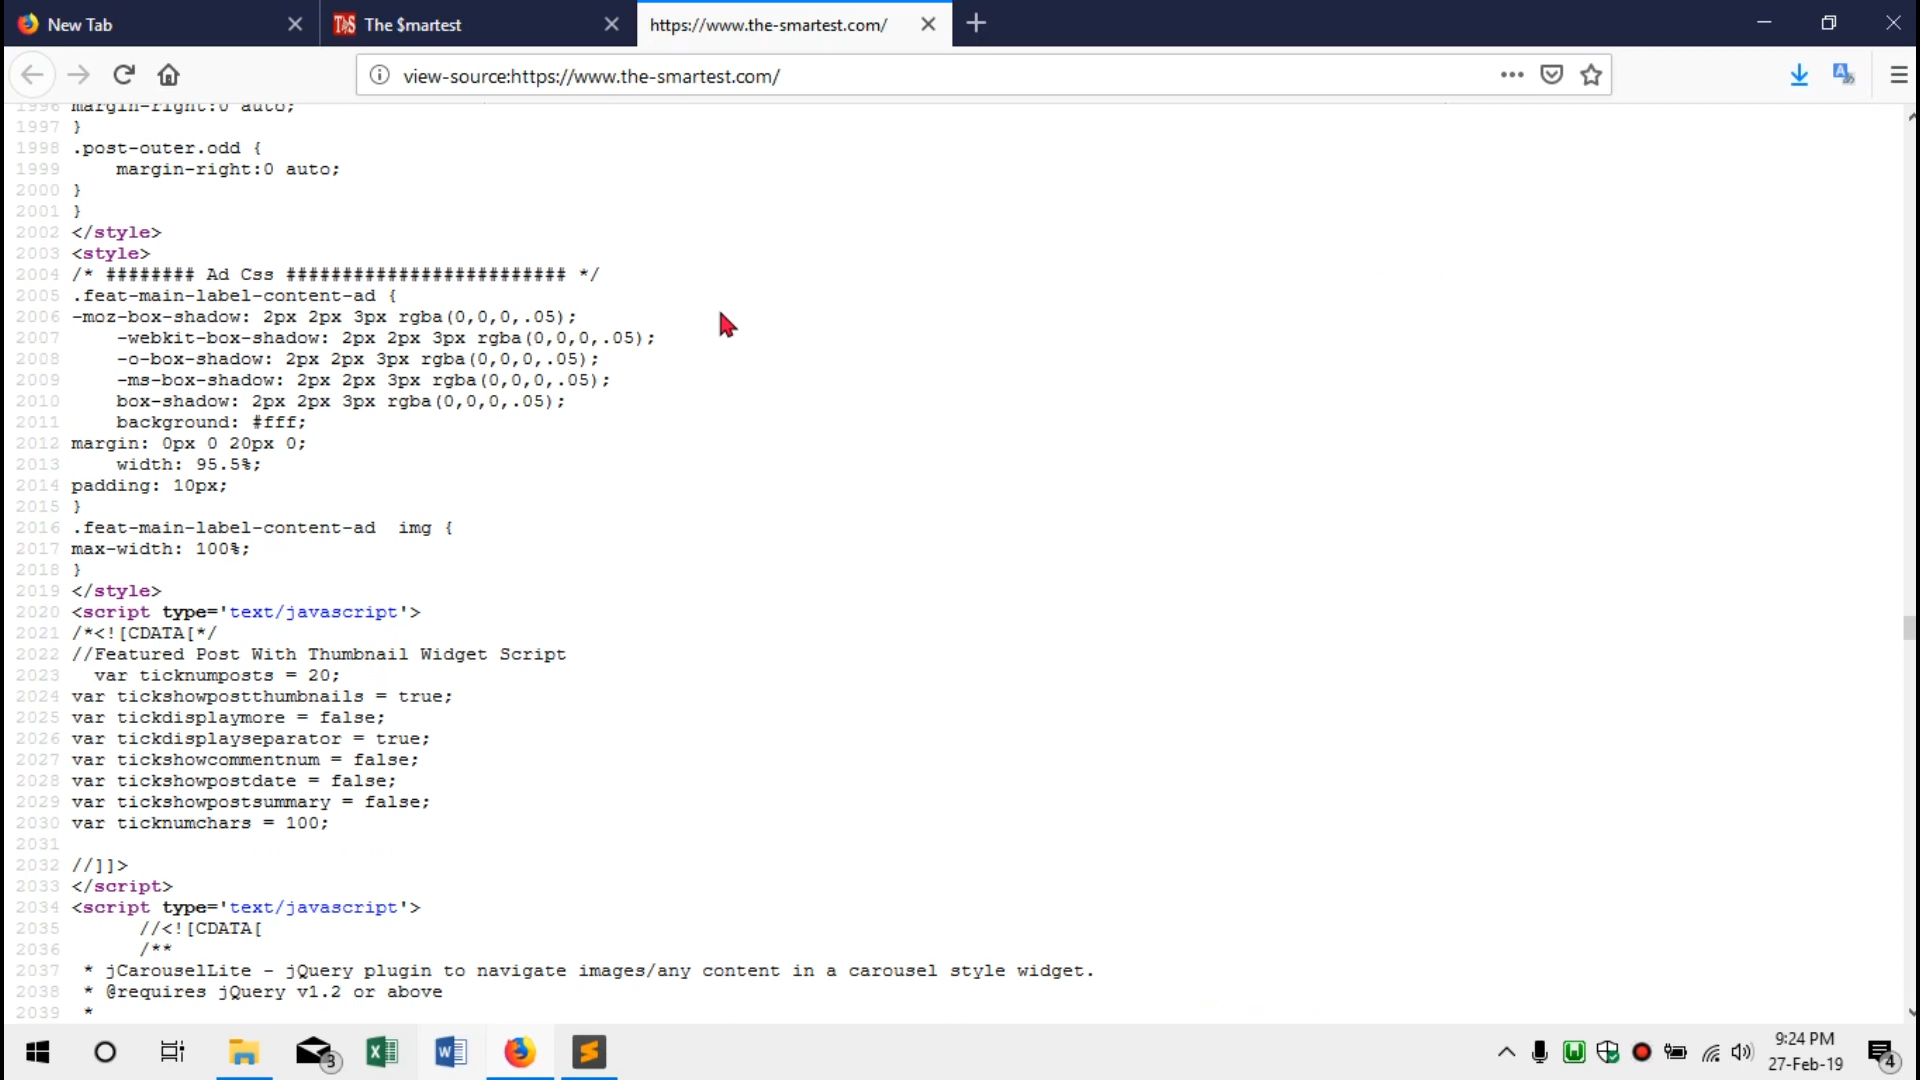 New Tab
The $martest
https://www.the-smartest.com/
view-source:https://www.the-smartest.com/
1996 margin-right:0 auto;
1997 }
1998 .post-outer.odd {
1999     margin-right:0 auto;
2000 }
2001 }
2002 </style>
2003 <style>
2004 /* ######## Ad Css ######################### */
2005 .feat-main-label-content-ad {
2006 -moz-box-shadow: 2px 2px 3px rgba(0,0,0,.05);
2007     -webkit-box-shadow: 2px 2px 3px rgba(0,0,0,.05);
2008     -o-box-shadow: 2px 2px 3px rgba(0,0,0,.05);
2009     -ms-box-shadow: 2px 2px 3px rgba(0,0,0,.05);
2010     box-shadow: 2px 2px 3px rgba(0,0,0,.05);
2011     background: #fff;
2012 margin: 0px 0 20px 0;
2013     width: 95.5%;
2014 padding: 10px;
2015 }
2016 .feat-main-label-content-ad  img {
2017 max-width: 100%;
2018 }
2019 </style>
2020 <script type='text/javascript'>
2021 /*<![CDATA[*/
2022 //Featured Post With Thumbnail Widget Script
2023   var ticknumposts = 20;
2024 var tickshowpostthumbnails = true;
2025 var tickdisplaymore = false;
2026 var tickdisplayseparator = true;
2027 var tickshowcommentnum = false;
2028 var tickshowpostdate = false;
2029 var tickshowpostsummary = false;
2030 var ticknumchars = 100;
2031
2032 //]]>
2033 </script>
2034 <script type='text/javascript'>
2035       //<![CDATA[
2036       /**
2037  * jCarouselLite - jQuery plugin to navigate images/any content in a carousel style widget.
2038  * @requires jQuery v1.2 or above
2039  *
3
9:24 PM
27-Feb-19
4